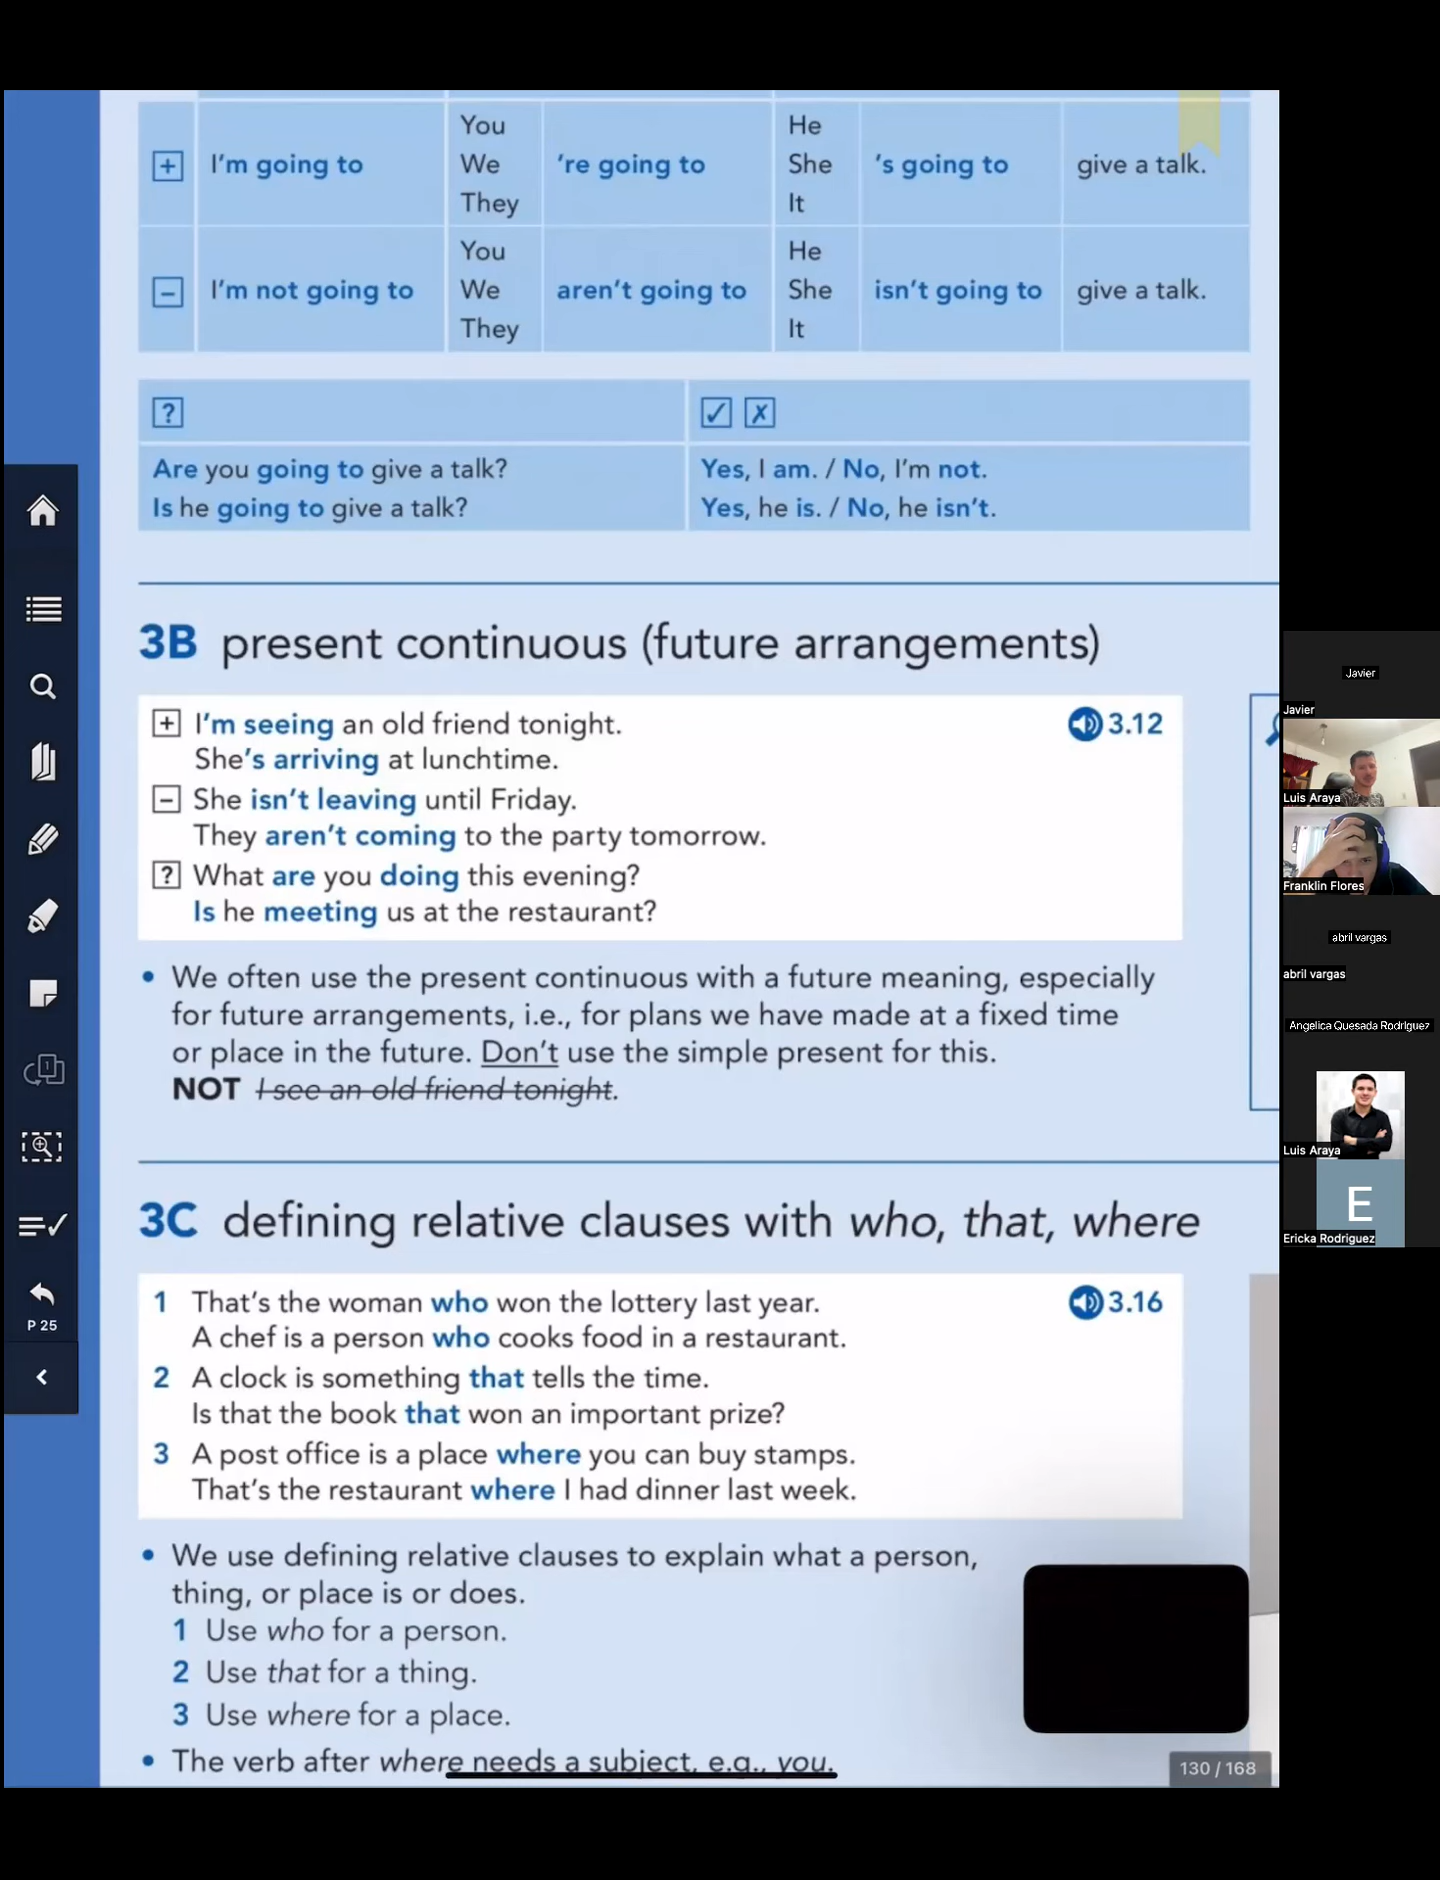 You
He
+ I'm going to We 're going to She 's going to give a talk.
They
It
You
He
– I'm not going to We aren't going to She isn't going to give a talk.
They
It
? ✓ ✗
Are you going to give a talk? Yes, I am. / No, I'm not.
Is he going to give a talk? Yes, he is. / No, he isn't.
3B present continuous (future arrangements)
+ I'm seeing an old friend tonight. 3.12
She's arriving at lunchtime.
– She isn't leaving until Friday.
They aren't coming to the party tomorrow.
? What are you doing this evening?
Is he meeting us at the restaurant?
• We often use the present continuous with a future meaning, especially
for future arrangements, i.e., for plans we have made at a fixed time
or place in the future. Don't use the simple present for this.
NOT I see an old friend tonight.
3C defining relative clauses with who, that, where
1 That's the woman who won the lottery last year. 3.16
A chef is a person who cooks food in a restaurant.
2 A clock is something that tells the time.
Is that the book that won an important prize?
3 A post office is a place where you can buy stamps.
That's the restaurant where I had dinner last week.
• We use defining relative clauses to explain what a person,
thing, or place is or does.
1 Use who for a person.
2 Use that for a thing.
3 Use where for a place.
• The verb after where needs a subject, e.g., you.
130 / 168
P 25
Javier
Javier
Luis Araya
Franklin Flores
abril vargas
abril vargas
Angelica Quesada Rodriguez
Luis Araya
E
Ericka Rodriguez